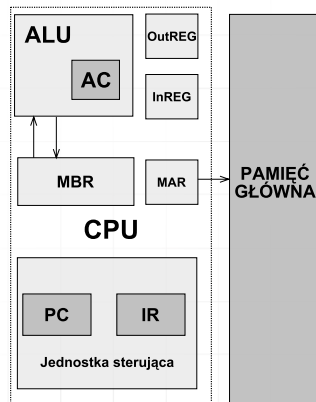 ALU
AC
OutREG
InREG
MBR
MAR
PAMIĘĆ
GŁÓWNA
CPU
PC
IR
Jednostka sterująca